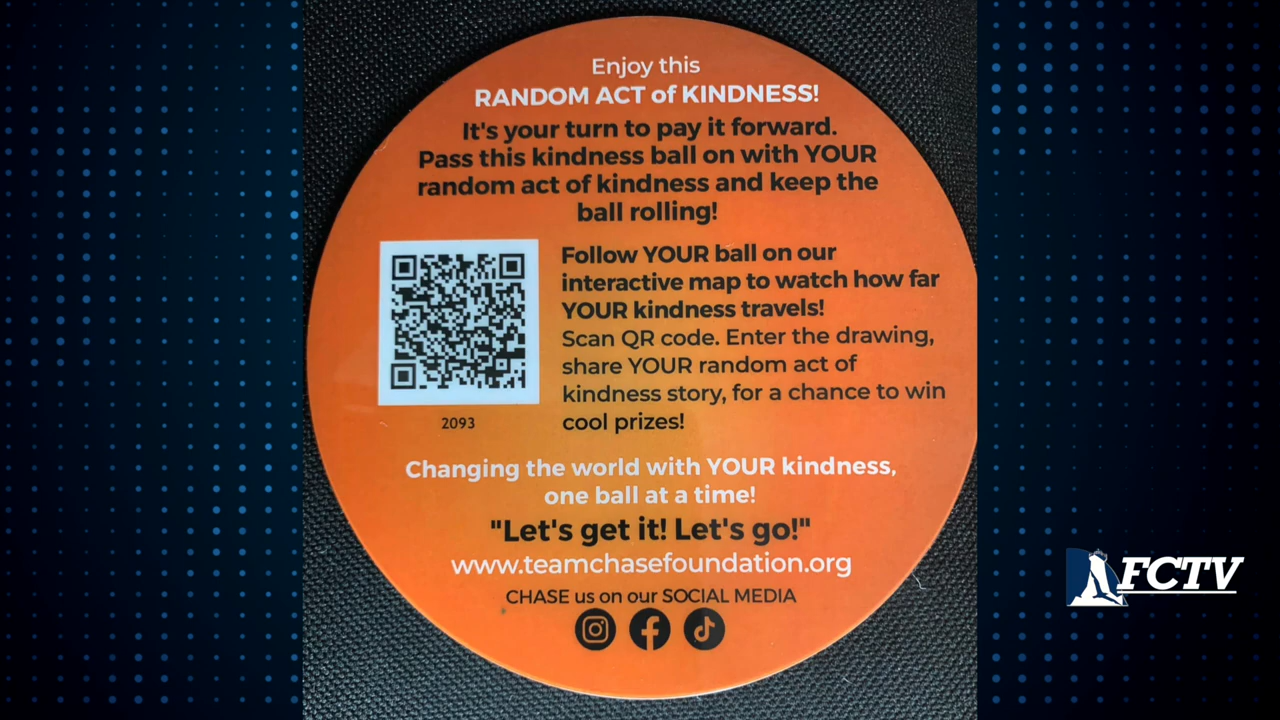 Enjoy this
RANDOM ACT of KINDNESS!
It's your turn to pay it forward.
Pass this kindness ball on with YOUR
random act of kindness and keep the
ball rolling!
Follow YOUR ball on our
interactive map to watch how far
YOUR kindness travels!
Scan QR code. Enter the drawing,
share YOUR random act of
kindness story, for a chance to win
cool prizes!
2093
Changing the world with YOUR kindness,
one ball at a time!
"Let's get it! Let's go!"
www.teamchasefoundation.org
CHASE us on our SOCIAL MEDIA
FCTV